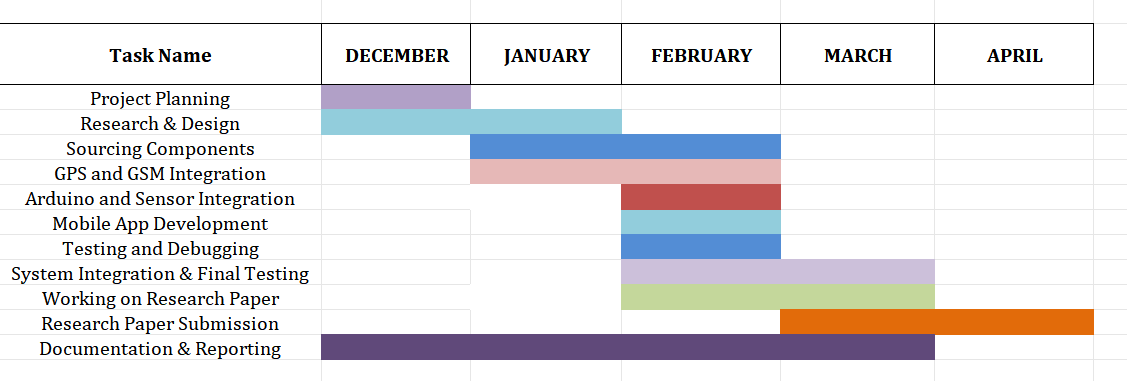 Task Name DECEMBER JANUARY FEBRUARY MARCH APRIL
Project Planning
Research & Design
Sourcing Components
GPS and GSM Integration
Arduino and Sensor Integration
Mobile App Development
Testing and Debugging
System Integration & Final Testing
Working on Research Paper
Research Paper Submission
Documentation & Reporting